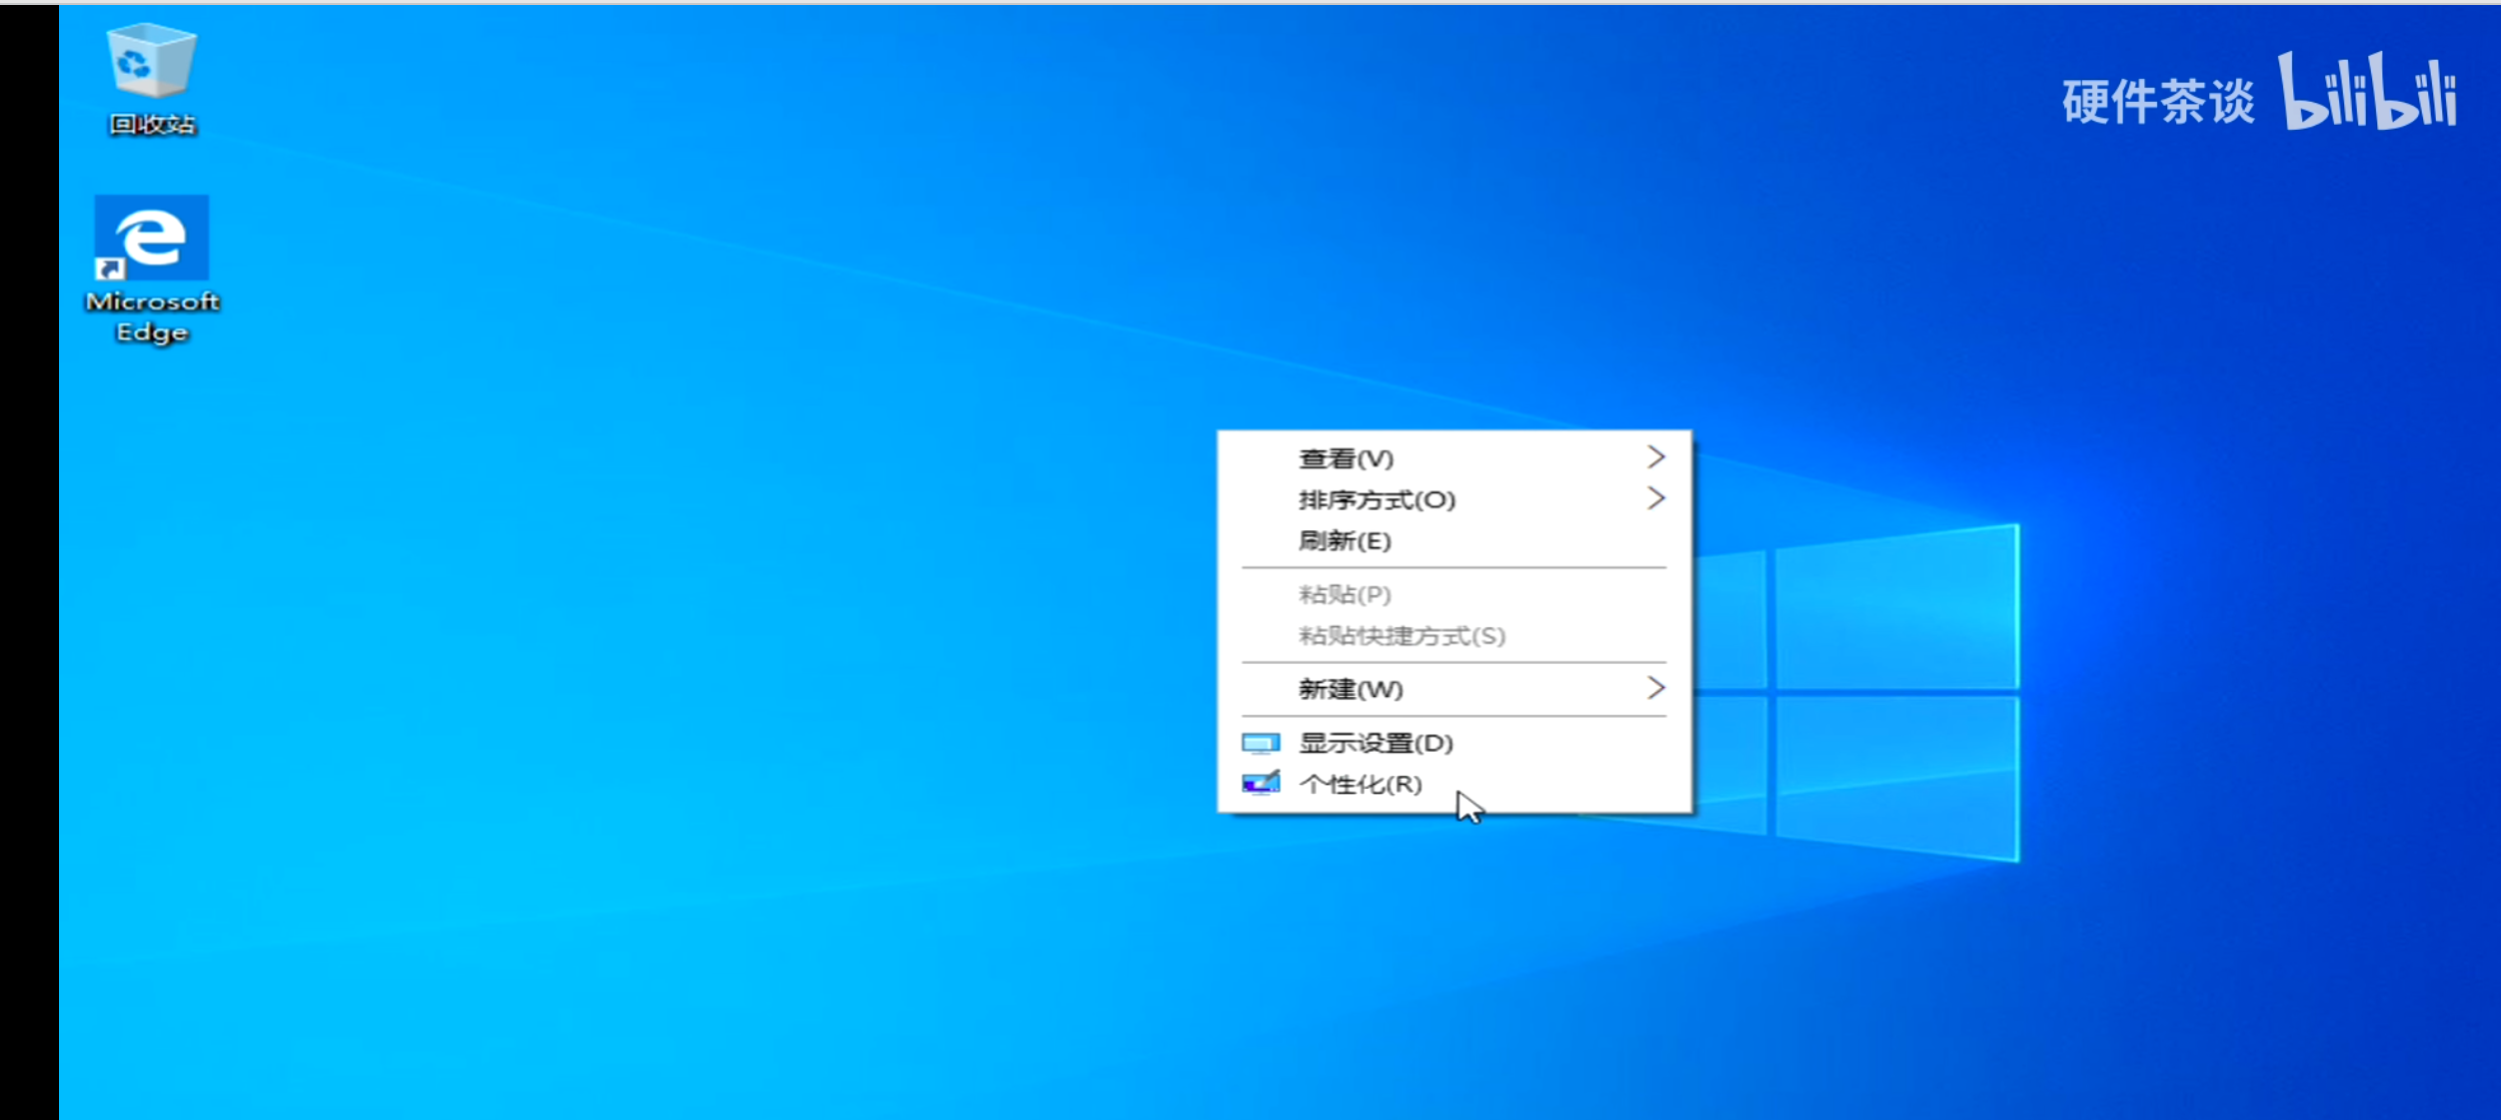 回收站
Microsoft
Edge
硬件茶谈 bilibili
查看(V)
排序方式(O)
刷新(E)
粘贴(P)
粘贴快捷方式(S)
新建(W)
显示设置(D)
个性化(R)